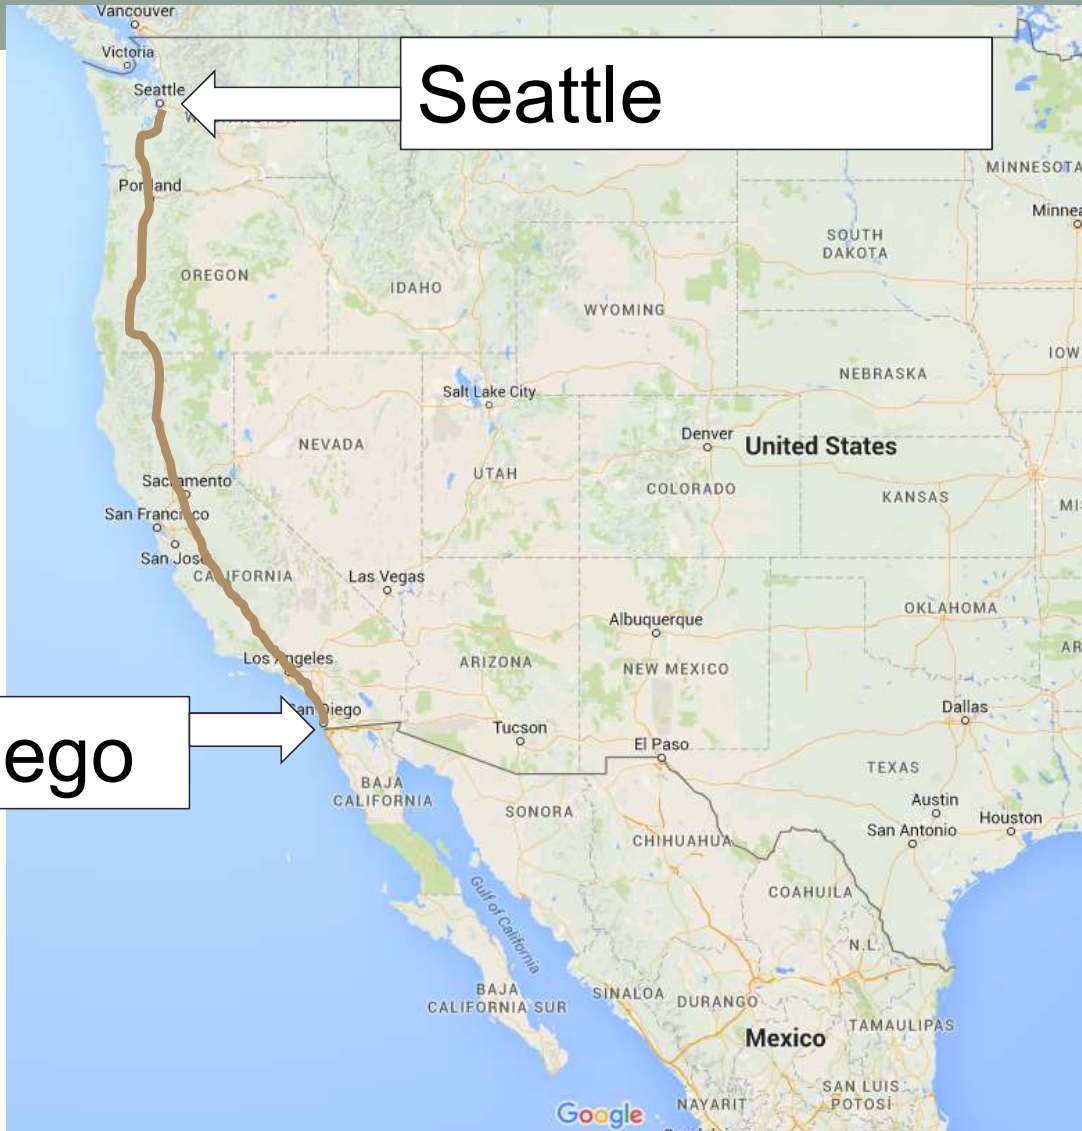 Vancouver
Victoria
Seattle
Seattle
MINNESOTA
Portland
SOUTH
DAKOTA
OREGON
IDAHO
WYOMING
NEBRASKA
Salt Lake City
NEVADA
Denver
United States
UTAH
COLORADO
KANSAS
Sacramento
San Francisco
San Jose
CALIFORNIA
Las Vegas
OKLAHOMA
Albuquerque
Los Angeles
ARIZONA
NEW MEXICO
San Diego
ego
Tucson
El Paso
Dallas
TEXAS
BAJA
CALIFORNIA
SONORA
Austin
Houston
San Antonio
CHIHUAHUA
COAHUILA
Gulf of California
N.L.
BAJA
CALIFORNIA SUR
SINALOA
DURANGO
Mexico
TAMAULIPAS
SAN LUIS
POTOSÍ
NAYARIT
Google